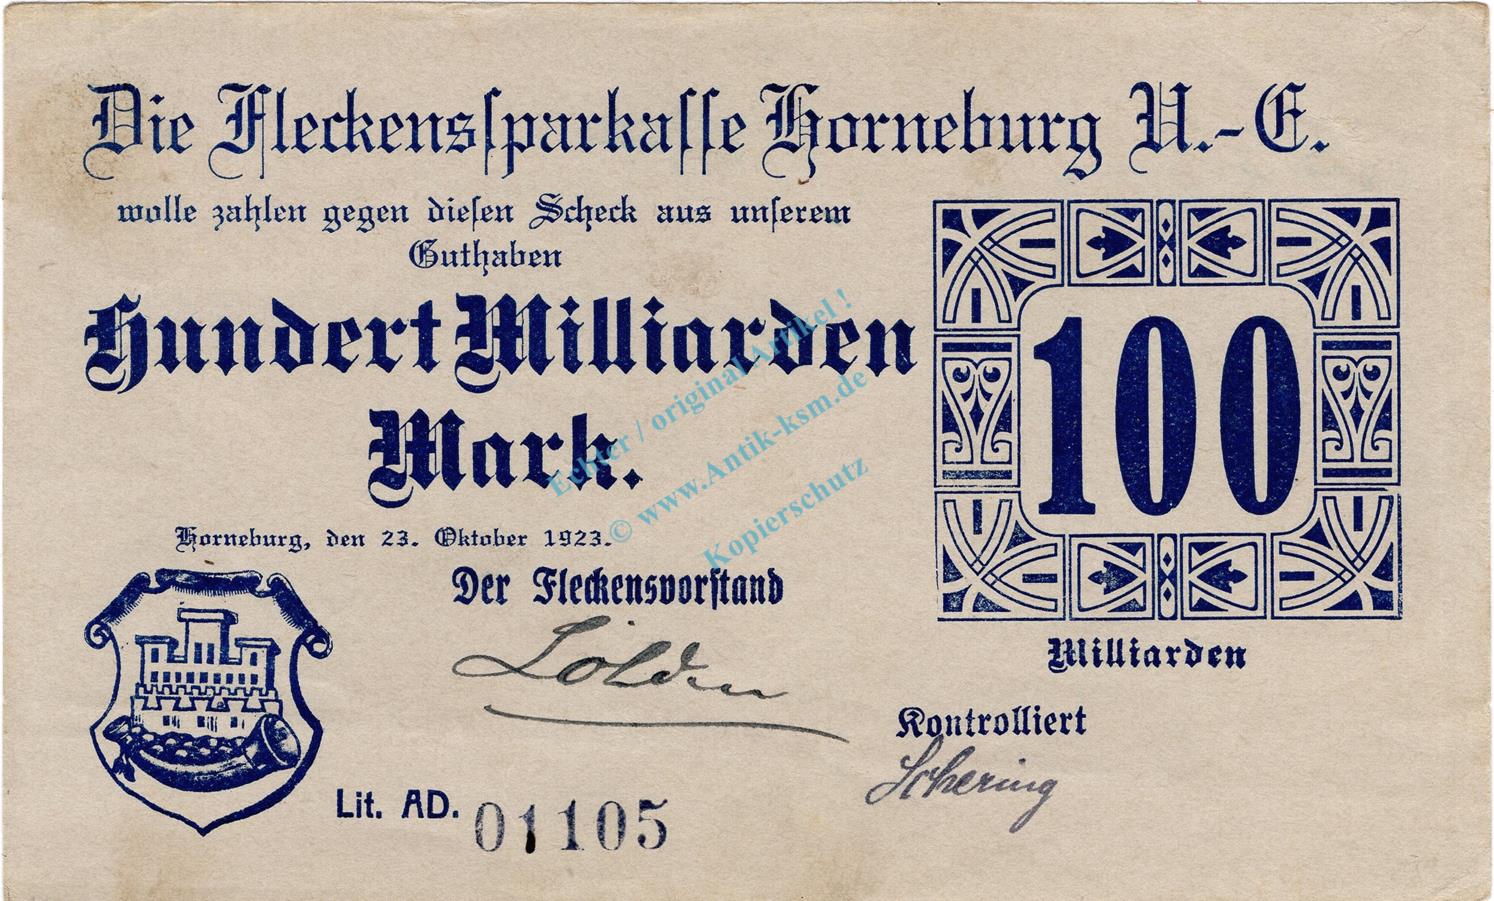 Die Fleckenssparkasse Horneburg U.-E.
wolle zahlen gegen diesen Scheck aus unserem
Guthaben
Hundert Milliarden
Mark.
100
Milliarden
Horneburg, den 23. Oktober 1923.
Der Fleckensvorstand
Kontrolliert
Schering
Lit. AD. 01105
Echter / original Artikel !
© www.Antik-ksm.de
Kopierschutz